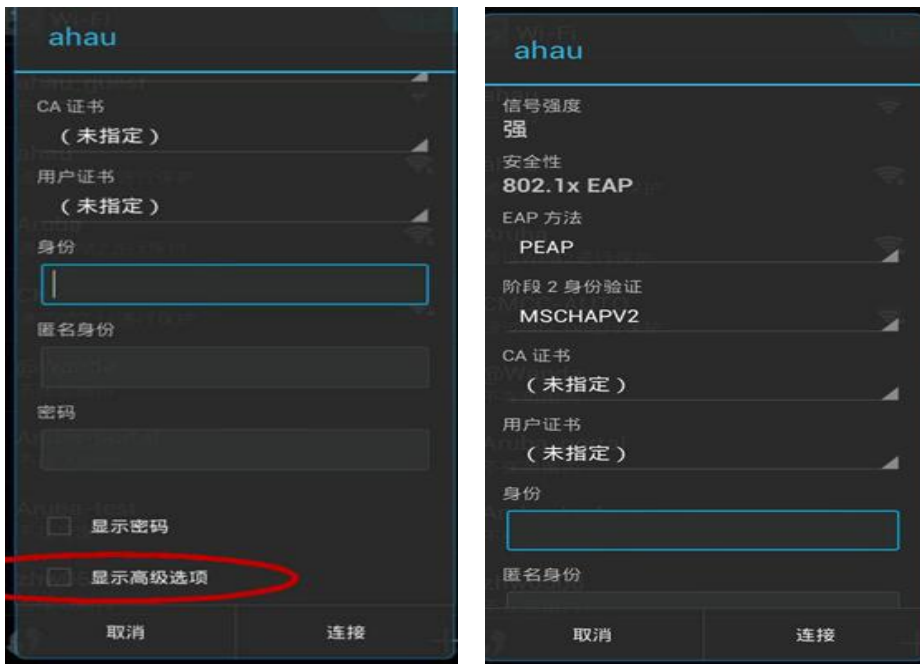 ahau
CA 证书
（未指定）
用户证书
（未指定）
身份
匿名身份
密码
显示密码
显示高级选项
取消
连接
Wi-Fi
ahau
信号强度
强
安全性
802.1x EAP
EAP 方法
PEAP
阶段 2 身份验证
MSCHAPV2
CA 证书
（未指定）
用户证书
（未指定）
身份
匿名身份
取消
连接